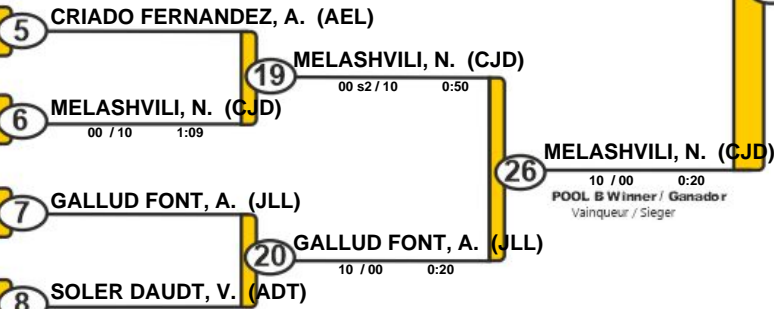 5
CRIADO FERNANDEZ, A. (AEL)
19
MELASHVILI, N. (CJD)
00 s2 / 10 0:50
6
MELASHVILI, N. (CJD)
00 / 10 1:09
26
MELASHVILI, N. (CJD)
10 / 00 0:20
POOL B Winner / Ganador
Vainqueur / Sieger
7
GALLUD FONT, A. (JLL)
20
GALLUD FONT, A. (JLL)
10 / 00 0:20
8
SOLER DAUDT, V. (ADT)